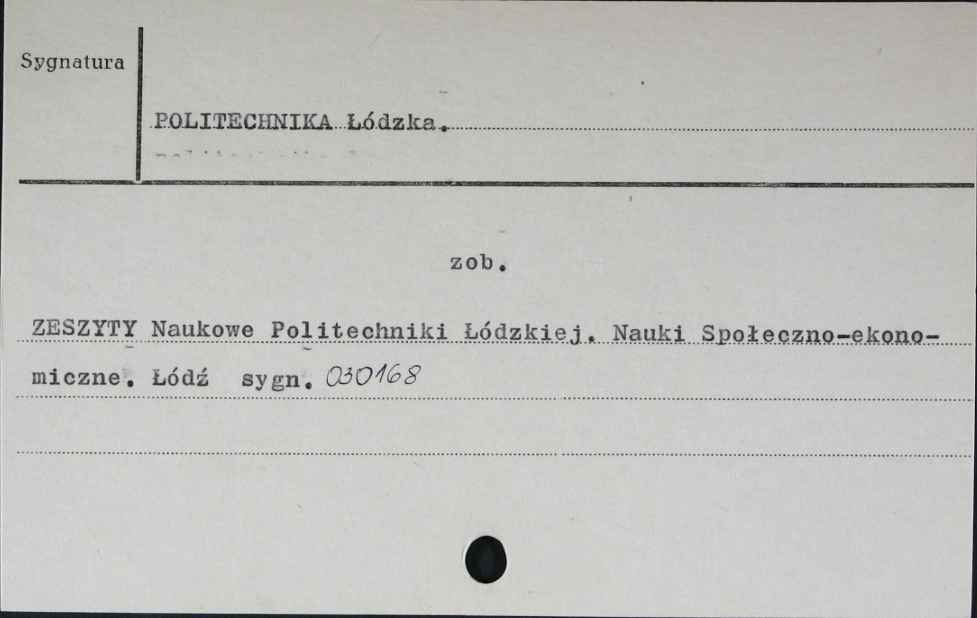 Sygnatura
POLITECHNIKA Łódzka.
zob.
ZESZYTY Naukowe Politechniki Łódzkiej. Nauki Społeczno-ekono-
miczne. Łódź sygn. 030168